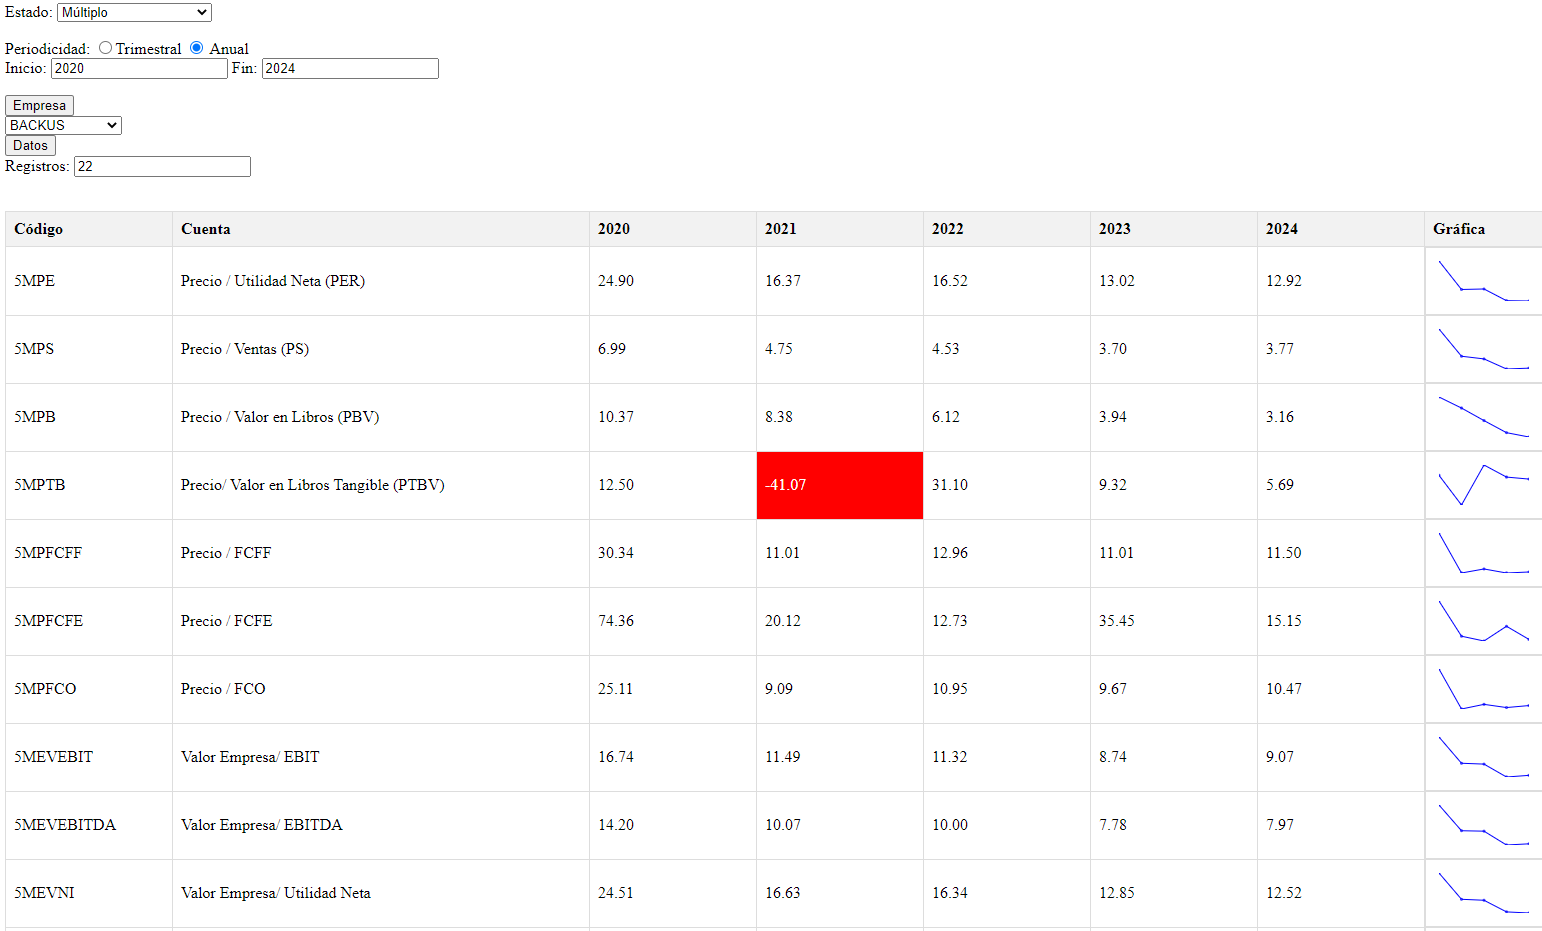 Estado: Múltiplo
Periodicidad: Trimestral Anual
Inicio: 2020 Fin: 2024
Empresa
BACKUS
Datos
Registros: 22
Código Cuenta 2020 2021 2022 2023 2024 Gráfica
5MPE Precio / Utilidad Neta (PER) 24.90 16.37 16.52 13.02 12.92
5MPS Precio / Ventas (PS) 6.99 4.75 4.53 3.70 3.77
5MPB Precio / Valor en Libros (PBV) 10.37 8.38 6.12 3.94 3.16
5MPTB Precio/ Valor en Libros Tangible (PTBV) 12.50 -41.07 31.10 9.32 5.69
5MPFCFF Precio / FCFF 30.34 11.01 12.96 11.01 11.50
5MPFCFE Precio / FCFE 74.36 20.12 12.73 35.45 15.15
5MPFCO Precio / FCO 25.11 9.09 10.95 9.67 10.47
5MEVEBIT Valor Empresa/ EBIT 16.74 11.49 11.32 8.74 9.07
5MEVEBITDA Valor Empresa/ EBITDA 14.20 10.07 10.00 7.78 7.97
5MEVNI Valor Empresa/ Utilidad Neta 24.51 16.63 16.34 12.85 12.52